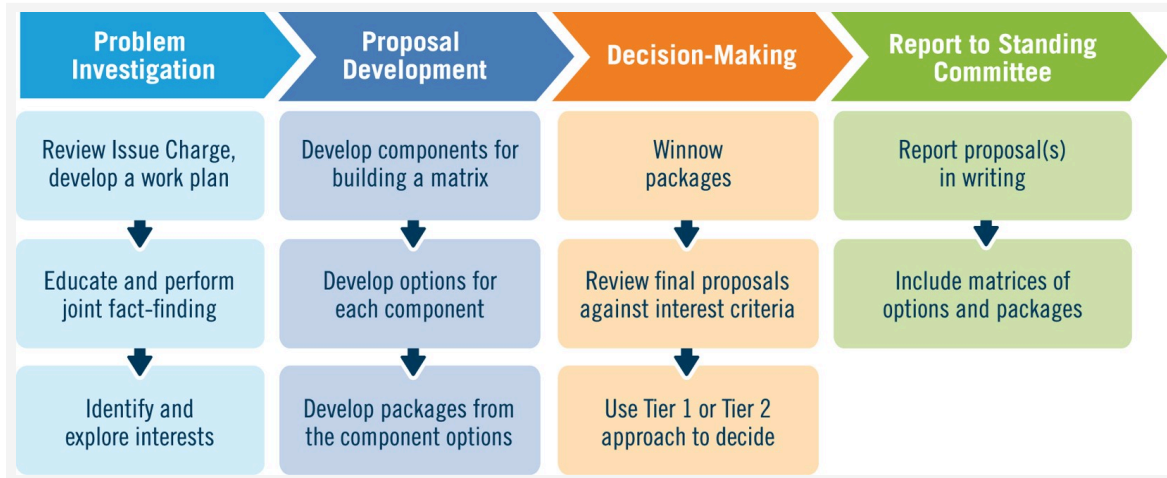 Problem
Investigation
Proposal
Development
Decision-Making
Report to Standing
Committee
Review Issue Charge,
develop a work plan
Educate and perform
joint fact-finding
Identify and
explore interests
Develop components for
building a matrix
Develop options for
each component
Develop packages from
the component options
Winnow
packages
Review final proposals
against interest criteria
Use Tier 1 or Tier 2
approach to decide
Report proposal(s)
in writing
Include matrices of
options and packages